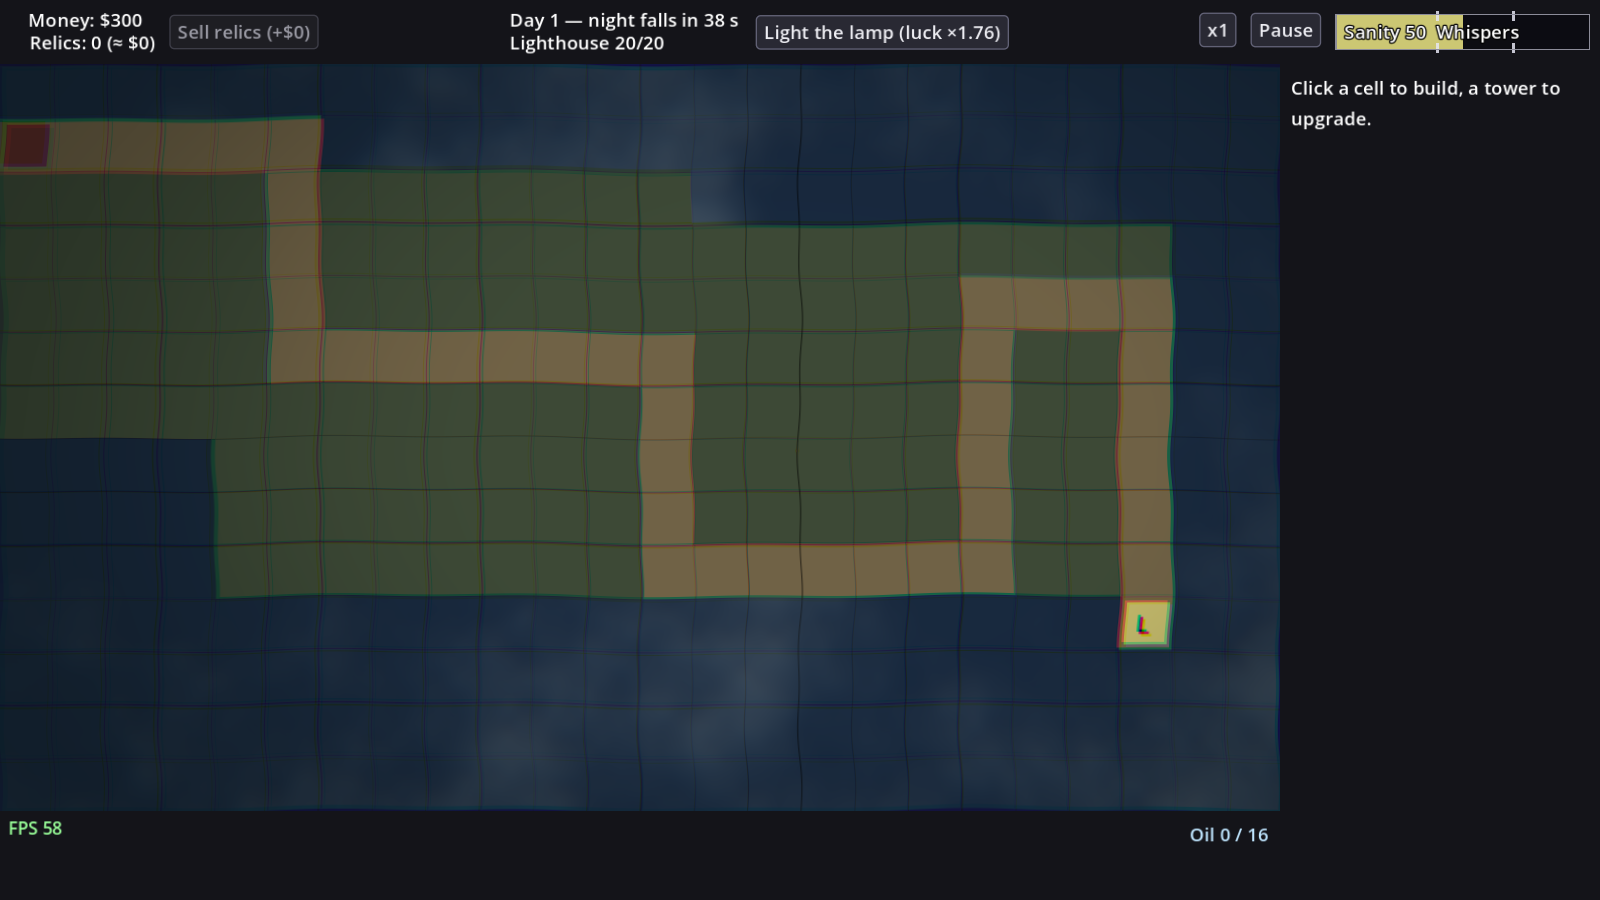 Money: $300
Relics: 0 (≈ $0)
Sell relics (+$0)
Day 1 — night falls in 38 s
Lighthouse 20/20
Light the lamp (luck ×1.76)
x1
Pause
Sanity 50 Whispers
Click a cell to build, a tower to
upgrade.
L
FPS 58
Oil 0 / 16